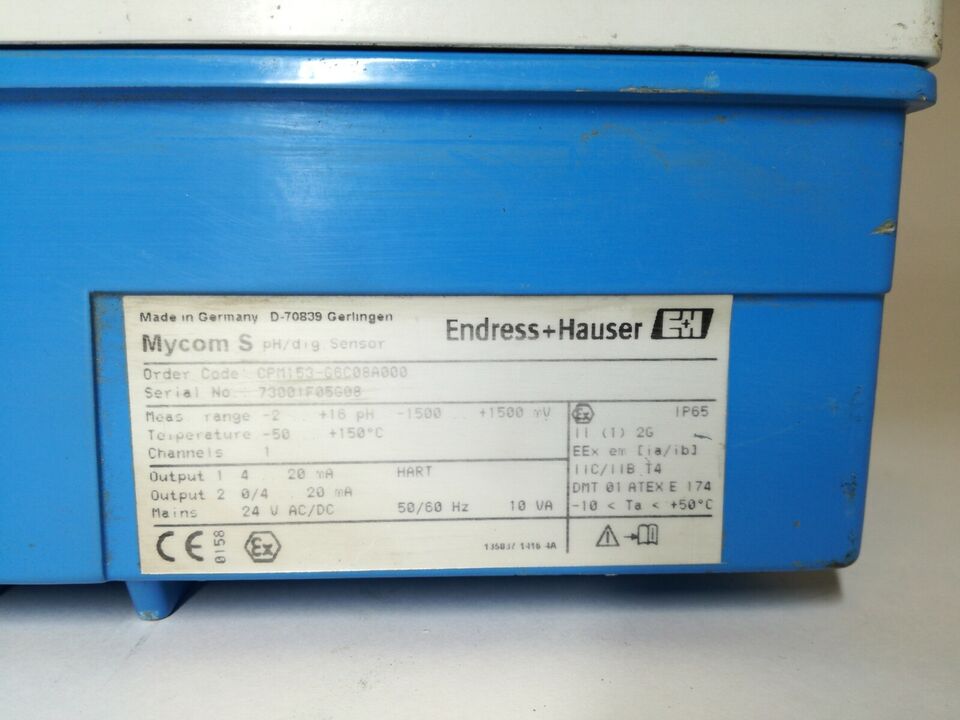 Made in Germany D-70839 Gerlingen
Endress+Hauser E+H
Mycom S pH/dig. Sensor
Order Code CPM153-G6C08A000
Serial No. 73001F05G08
Meas range -2 .. +16 pH -1500 .. +1500 mV
Temperature -50 .. +150°C
Channels 1
Output 1 4 .. 20 mA HART
Output 2 0/4 .. 20 mA
Mains 24 V AC/DC 50/60 Hz 10 VA
Ex IP65
II (1) 2G
EEx em [ia/ib]
IIC/IIB T4
DMT 01 ATEX E 174
-10 < Ta < +50°C
CE 0158 Ex